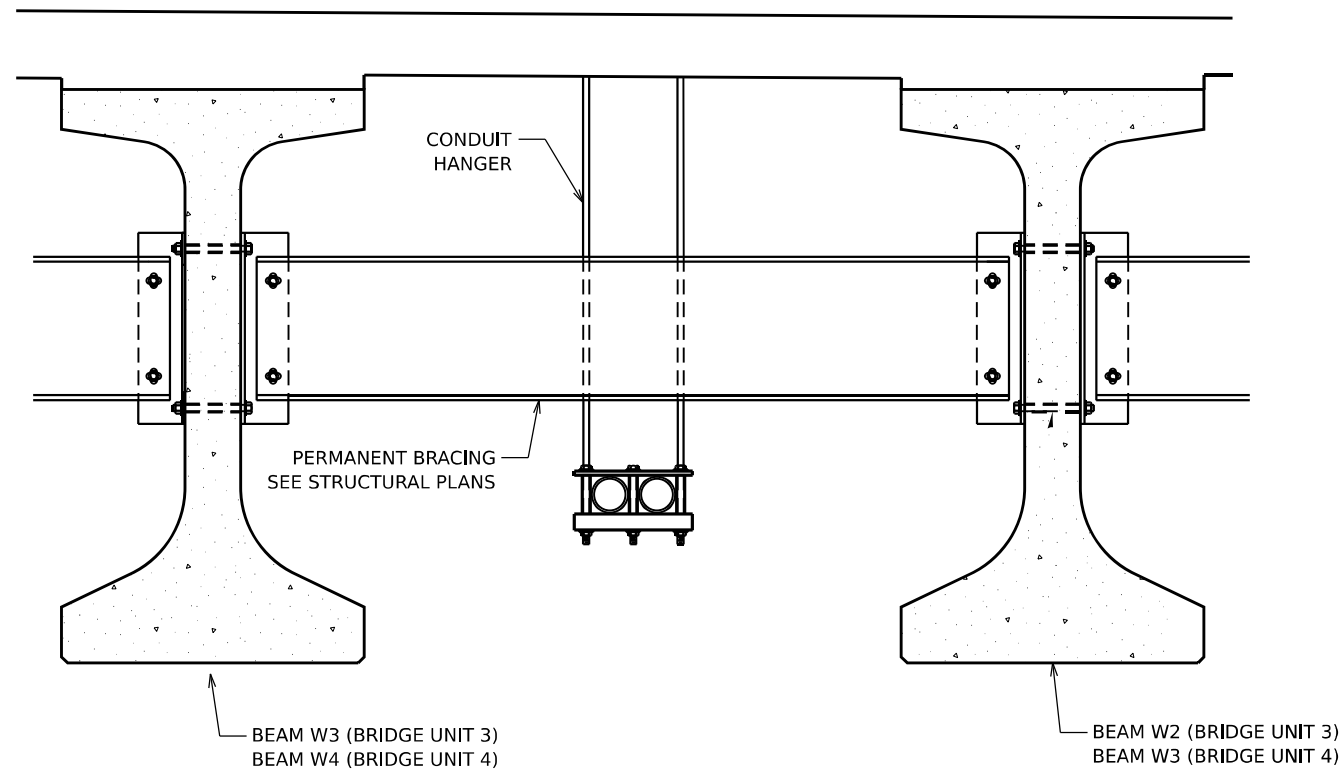 CONDUIT
HANGER
PERMANENT BRACING
SEE STRUCTURAL PLANS
BEAM W3 (BRIDGE UNIT 3)
BEAM W4 (BRIDGE UNIT 4)
BEAM W2 (BRIDGE UNIT 3)
BEAM W3 (BRIDGE UNIT 4)